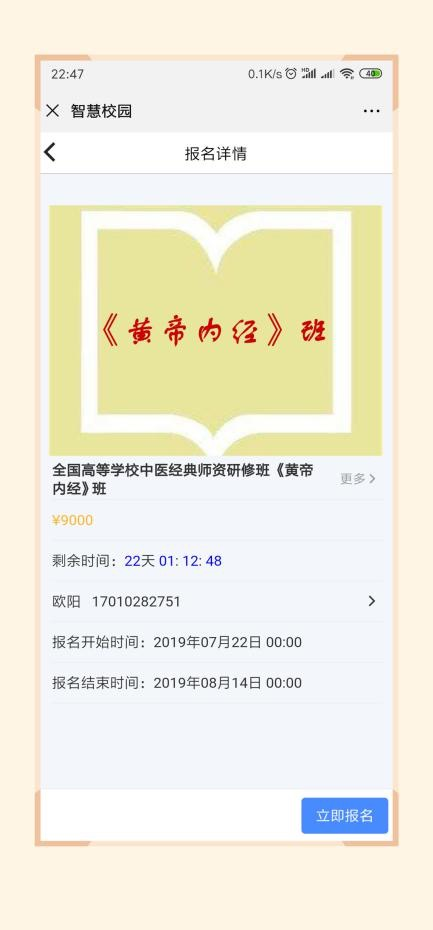 22:47
0.1K/s HD 40
智慧校园
报名详情
《黄帝内经》班
全国高等学校中医经典师资研修班《黄帝
内经》班
更多
¥9000
剩余时间：22天 01: 12: 48
欧阳 17010282751
报名开始时间：2019年07月22日 00:00
报名结束时间：2019年08月14日 00:00
立即报名